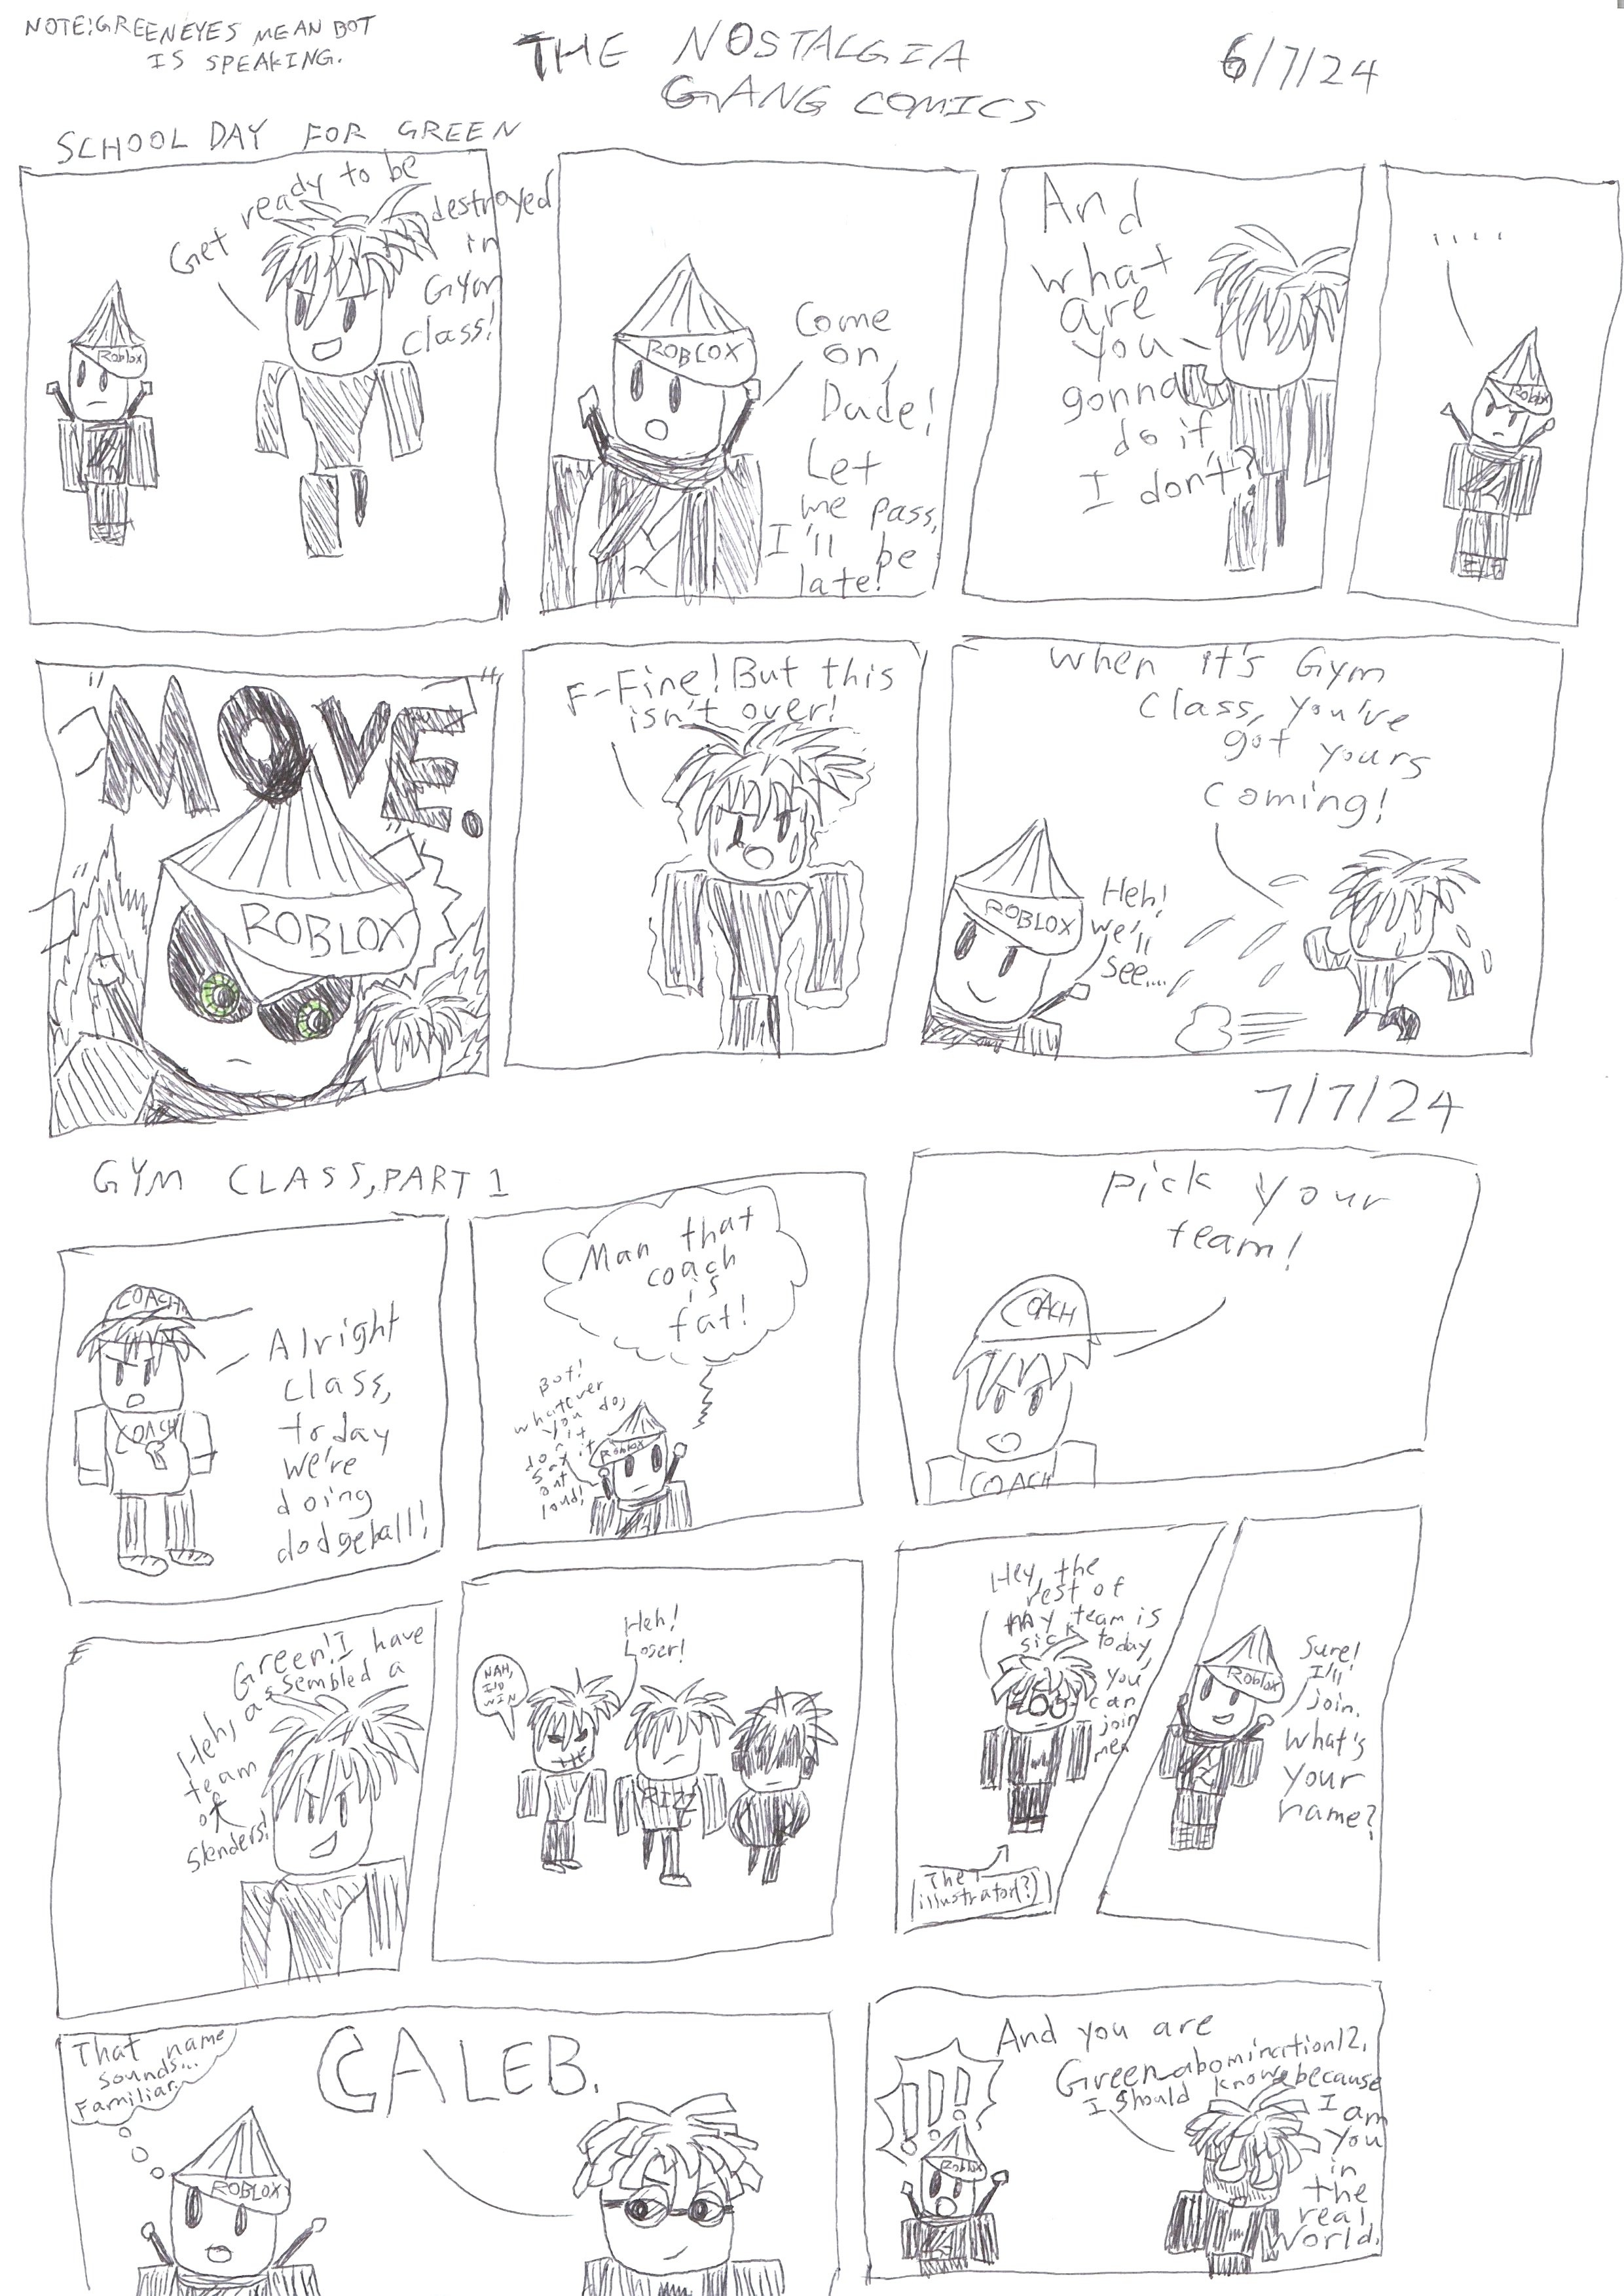 NOTE:GREENEYES MEAN BOT
IS SPEAKING.
THE NOSTALGIA
GANG COMICS
6/7/24
SCHOOL DAY FOR GREEN
Get ready to be destroyed
in
Gym
class!
Roblox
ROBLOX
Come
on,
Dude!
Let
me pass,
I'll be
late!
And
what
are
you
gonna
do if
I don't?
....
Roblox
"MOVE."
ROBLOX
F-Fine! But this
isn't over!
When it's Gym
Class, you've
got yours
coming!
ROBLOX
Heh!
we'll
see....
7/7/24
GYM CLASS, PART 1
COACH
COACH
Alright
class,
today
we're
doing
dodgeball!
Man that
coach
is
fat!
Bot!
whatever
you do,
don't
say it
out
loud!
Roblox
Pick your
team!
COACH
COACH
Heh, Green! I have
assembled a
team
of
slenders!
NAH,
I'D
WIN
Heh!
Loser!
RIZZ
Hey, the
rest of
my team is
sick today,
you
can
join
me
The
illustrator(?)
Roblox
Sure!
I'll
join.
What's
your
name?
That name
sounds...
Familiar..
ROBLOX
CALEB.
!!!
Roblox
And you are
Greenabomination12.
I should know because
I am
you
in
the
real
world.